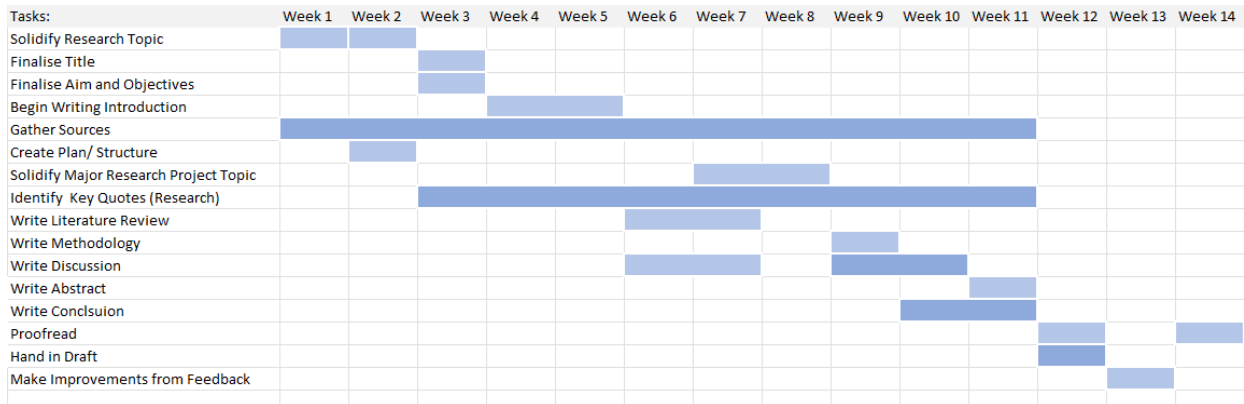 Tasks: Week 1 Week 2 Week 3 Week 4 Week 5 Week 6 Week 7 Week 8 Week 9 Week 10 Week 11 Week 12 Week 13 Week 14
Solidify Research Topic
Finalise Title
Finalise Aim and Objectives
Begin Writing Introduction
Gather Sources
Create Plan/ Structure
Solidify Major Research Project Topic
Identify  Key Quotes (Research)
Write Literature Review
Write Methodology
Write Discussion
Write Abstract
Write Conclsuion
Proofread
Hand in Draft
Make Improvements from Feedback